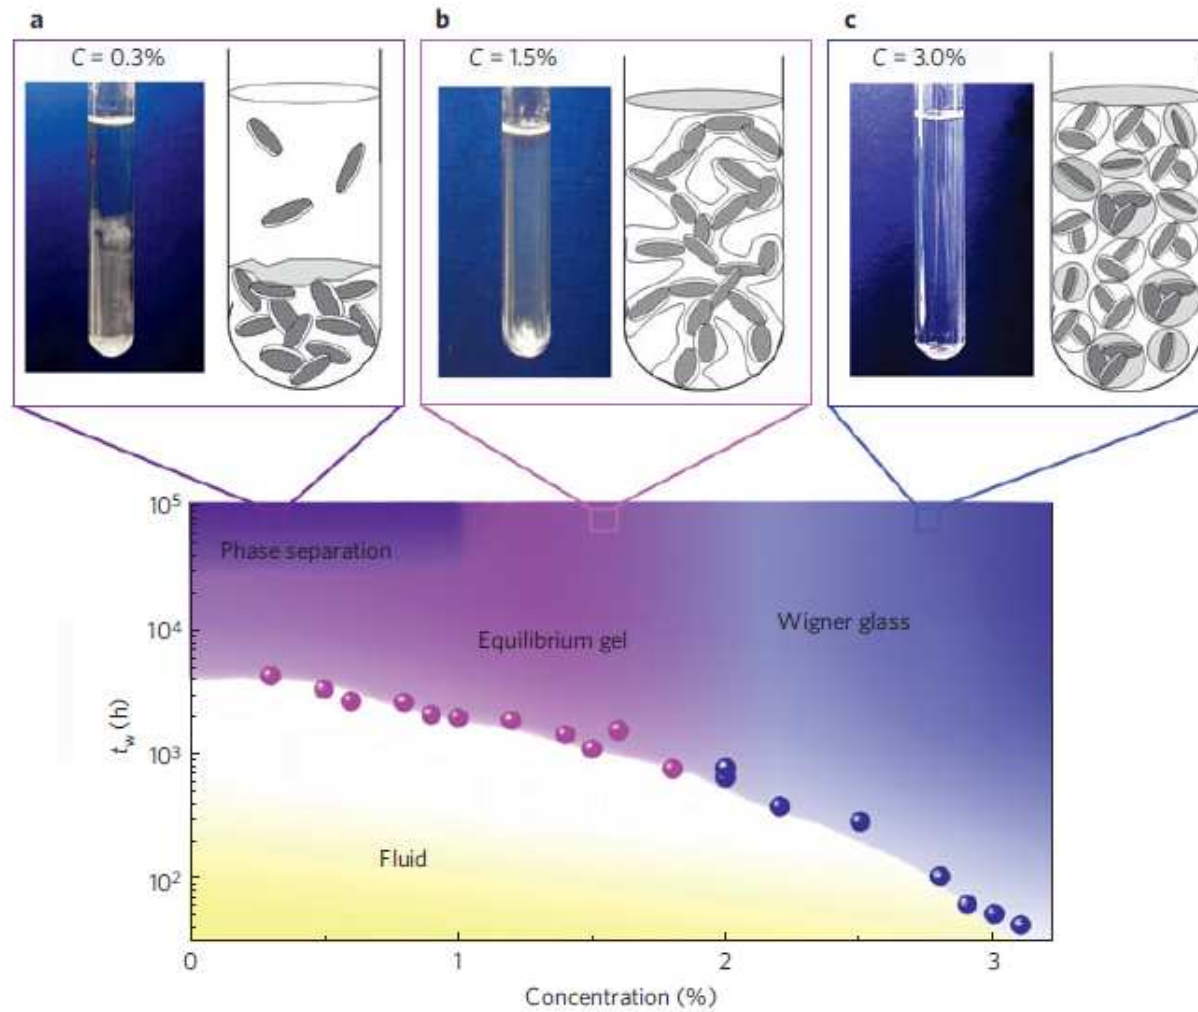 a
b
c
C = 0.3%
C = 1.5%
C = 3.0%
10⁵
Phase separation
10⁴
Equilibrium gel
Wigner glass
t_w (h)
10³
Fluid
10²
0
1
2
3
Concentration (%)